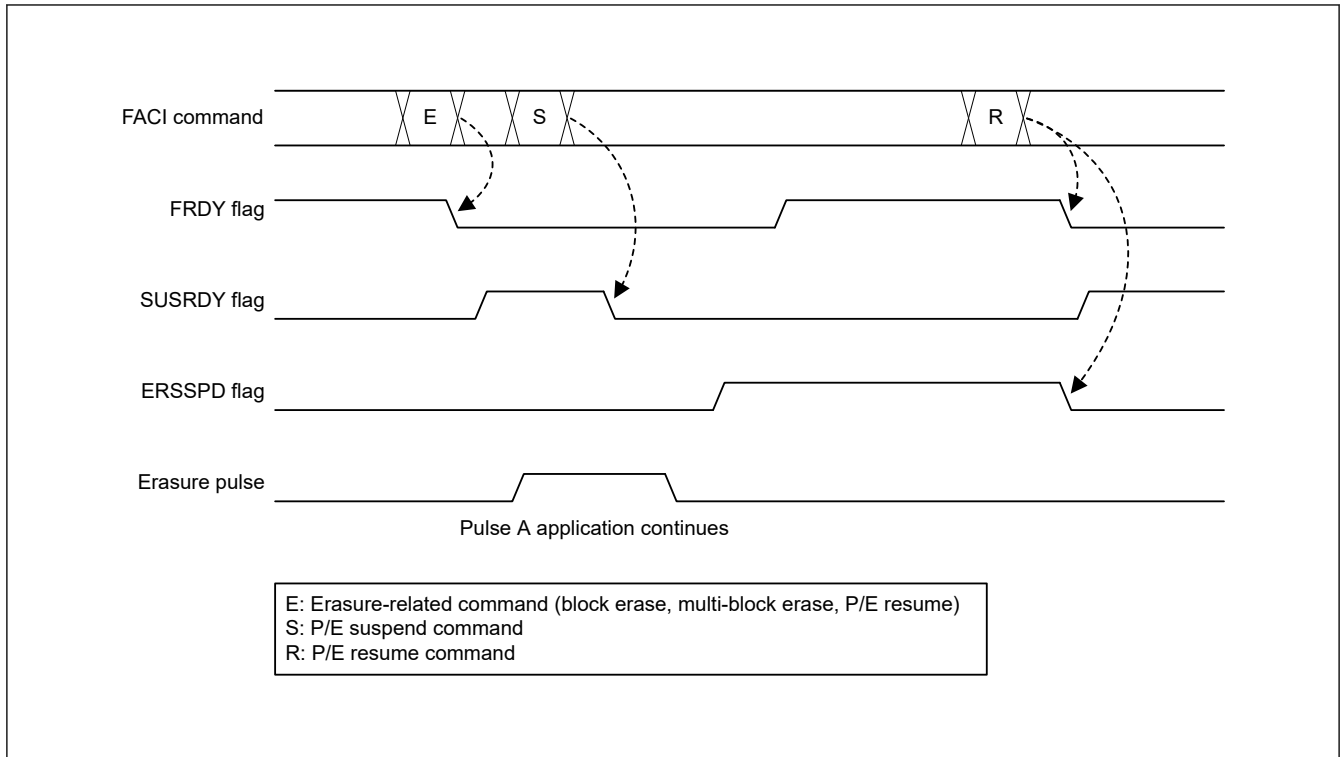 FACI command
E
S
R
FRDY flag
SUSRDY flag
ERSSPD flag
Erasure pulse
Pulse A application continues
E: Erasure-related command (block erase, multi-block erase, P/E resume)
S: P/E suspend command
R: P/E resume command